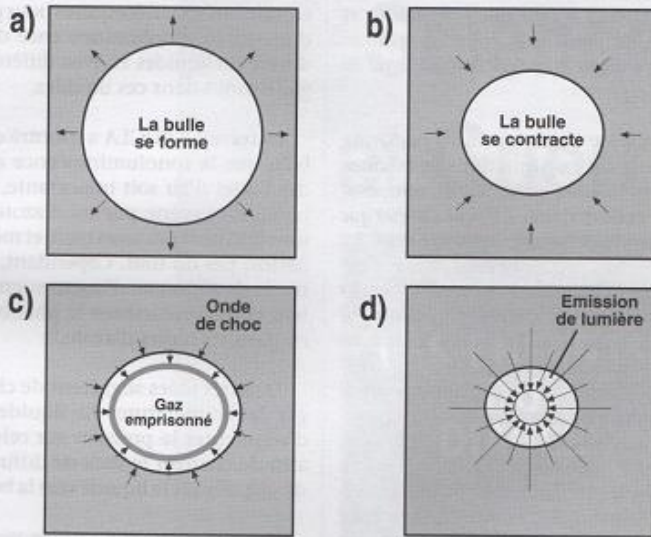 a)
La bulle
se forme
b)
La bulle
se contracte
c)
Onde
de choc
Gaz
emprisonné
d)
Emission
de lumière